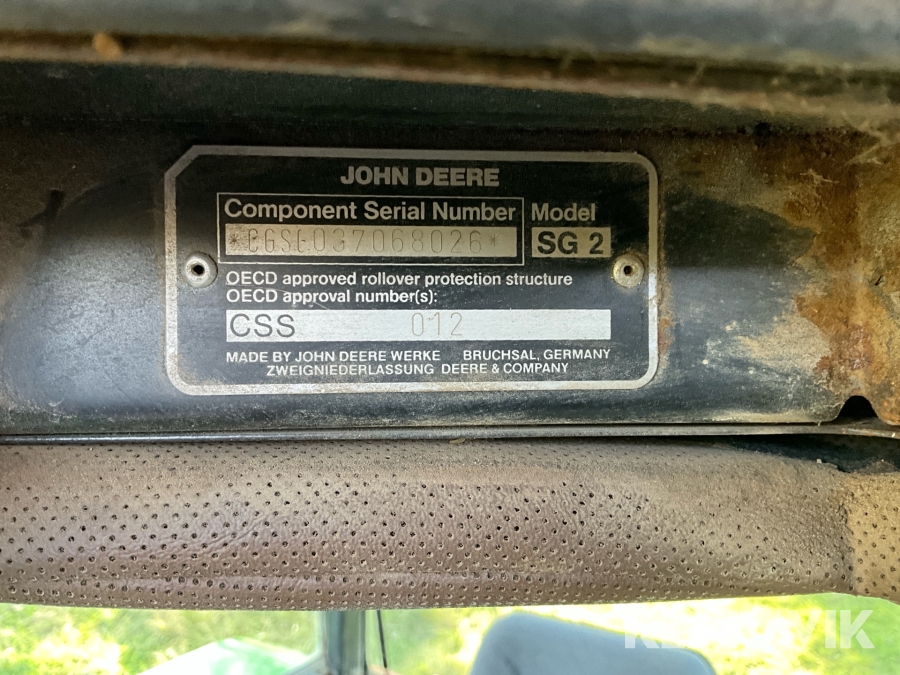 JOHN DEERE
Component Serial Number
Model
037068026*
SG 2
OECD approved rollover protection structure
OECD approval number(s):
CSS 012
MADE BY JOHN DEERE WERKE BRUCHSAL, GERMANY
ZWEIGNIEDERLASSUNG DEERE & COMPANY